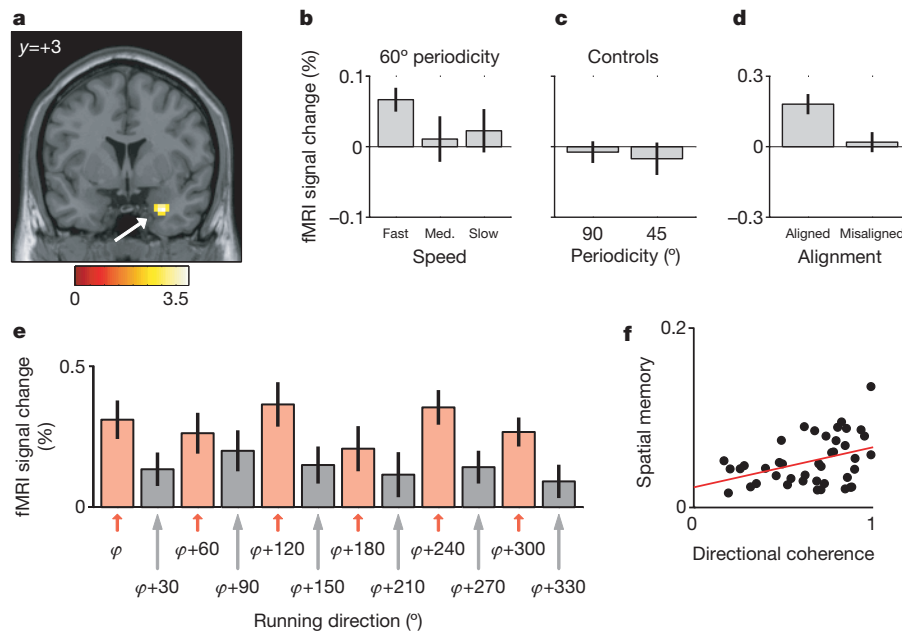 a
y=+3
0 3.5
b
60º periodicity
fMRI signal change (%)
0.1
0
–0.1
Fast Med. Slow
Speed
c
Controls
90 45
Periodicity (º)
d
0.3
0
–0.3
Aligned Misaligned
Alignment
e
fMRI signal change
(%)
0.5
0
φ φ+60 φ+120 φ+180 φ+240 φ+300
φ+30 φ+90 φ+150 φ+210 φ+270 φ+330
Running direction (º)
f
Spatial memory
0.2
0
0 1
Directional coherence